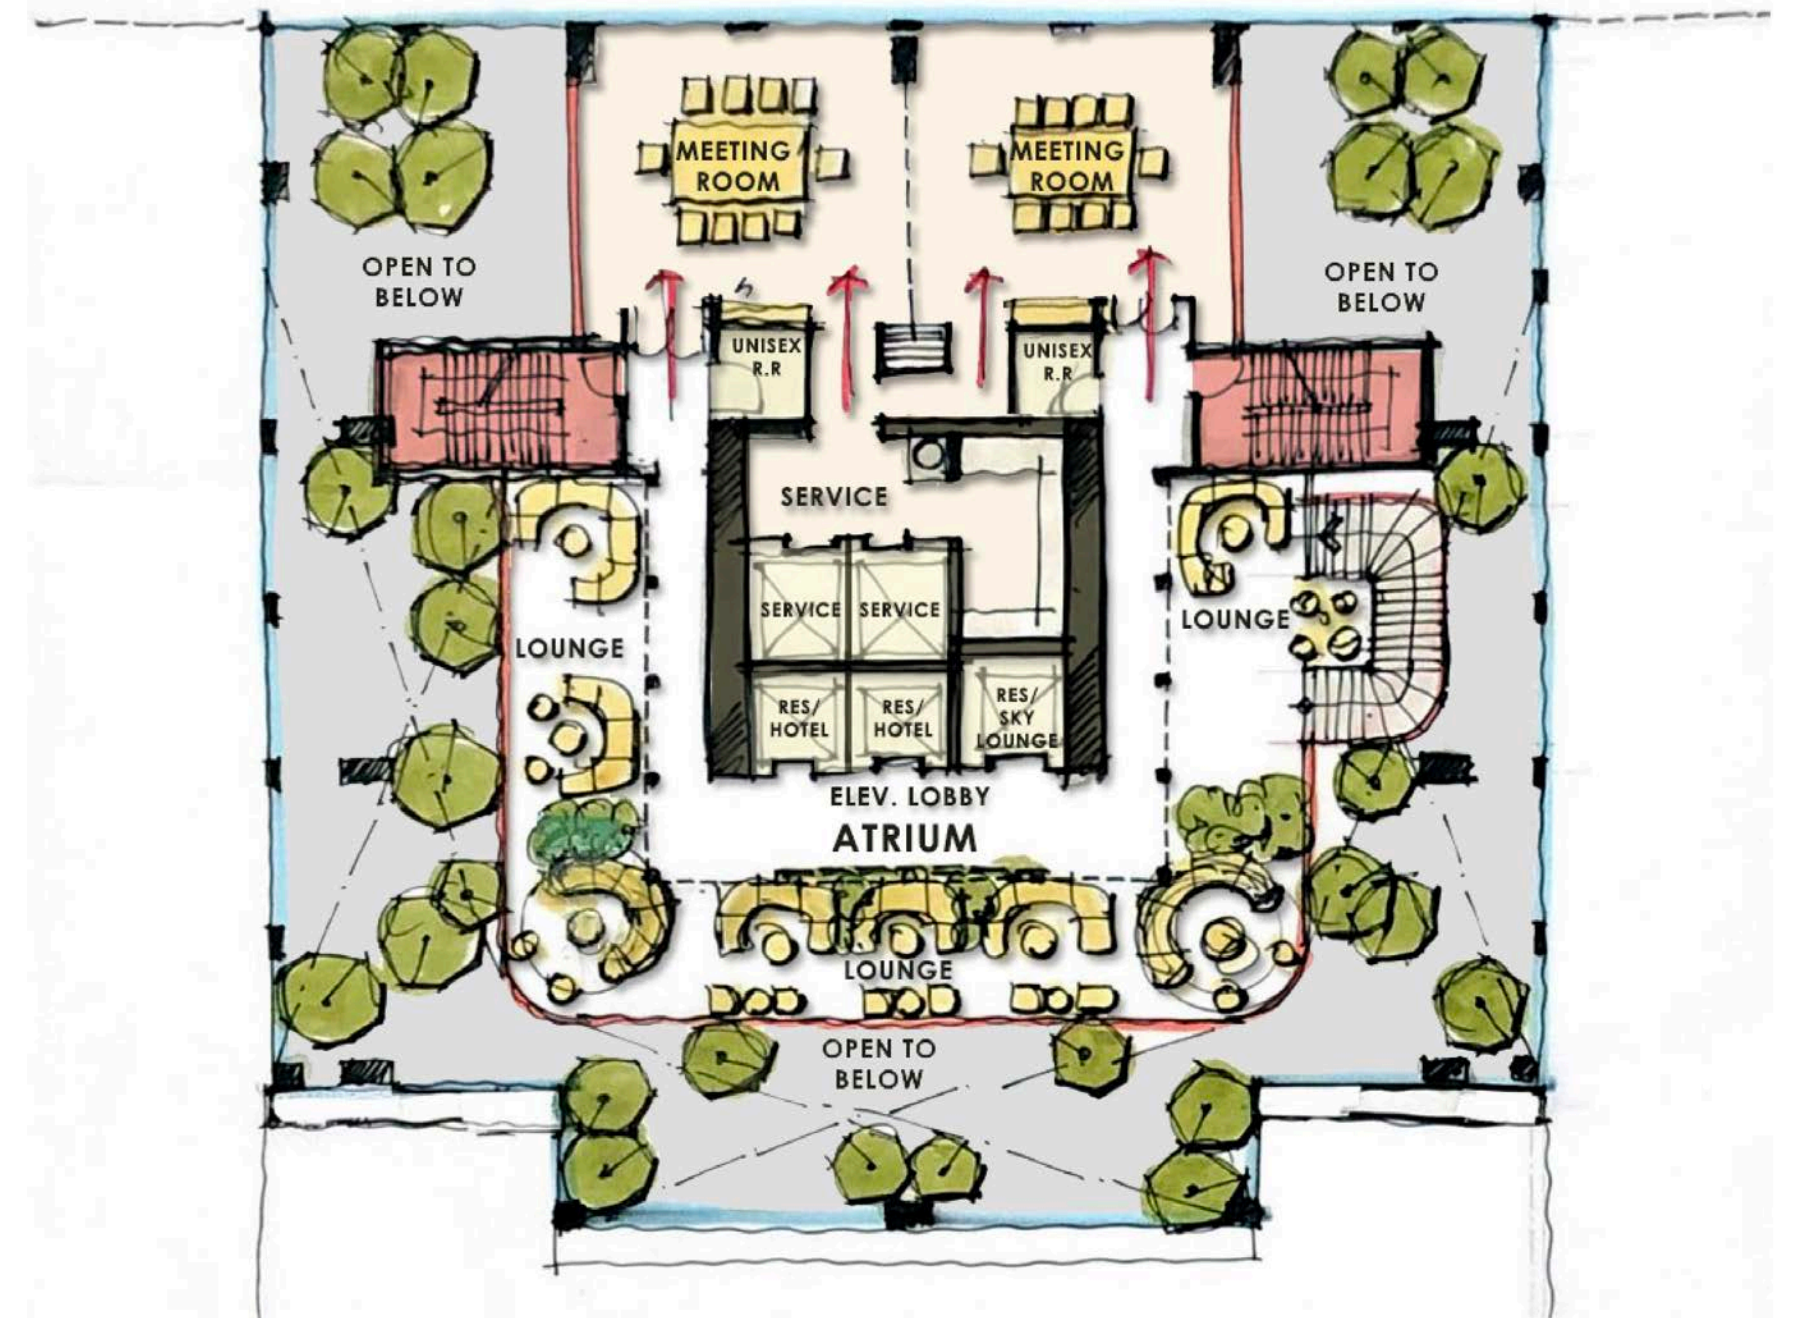 MEETING
ROOM
MEETING
ROOM
OPEN TO
BELOW
OPEN TO
BELOW
UNISEX
R.R
UNISEX
R.R
SERVICE
SERVICE
SERVICE
LOUNGE
LOUNGE
RES/
HOTEL
RES/
HOTEL
RES/
SKY
LOUNGE
ELEV. LOBBY
ATRIUM
LOUNGE
OPEN TO
BELOW